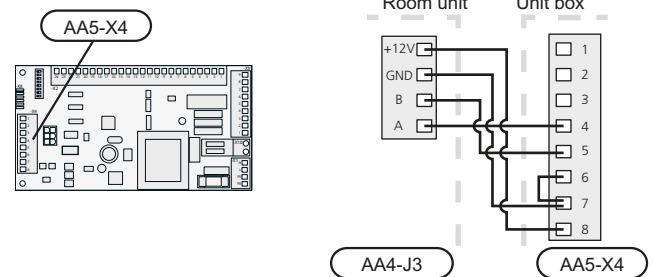 Room unit
Unit box
AA5-X4
+12V
GND
B
A
1
2
3
4
5
6
7
8
AA4-J3
AA5-X4